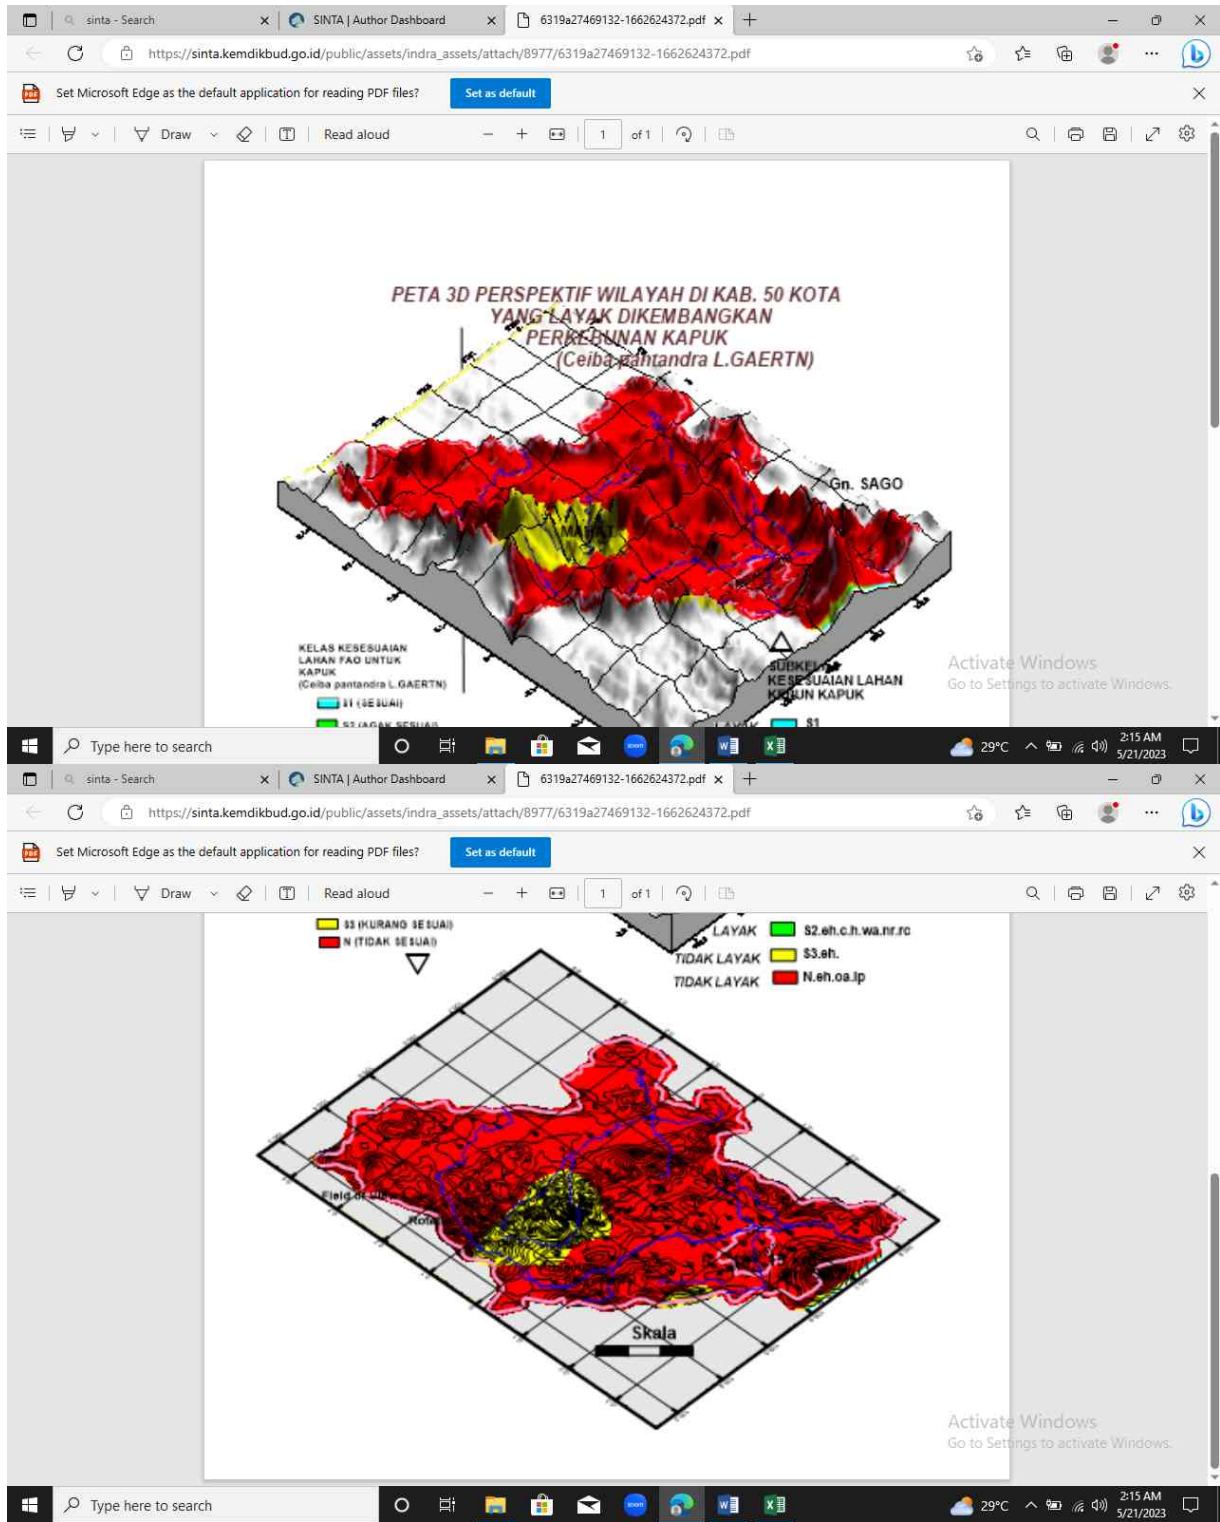 sinta - Search
SINTA | Author Dashboard
6319a27469132-1662624372.pdf
https://sinta.kemdikbud.go.id/public/assets/indra_assets/attach/8977/6319a27469132-1662624372.pdf
Set Microsoft Edge as the default application for reading PDF files?
Set as default
Draw
Read aloud
1 of 1
PETA 3D PERSPEKTIF WILAYAH DI KAB. 50 KOTA
YANG LAYAK DIKEMBANGKAN
PERKEBUNAN KAPUK
(Ceiba pantandra L.GAERTN)
Gn. SAGO
KELAS KESESUAIAN
LAHAN FAO UNTUK
KAPUK
(Ceiba pantandra L.GAERTN)
S1 (SESUAI)
S2 (AGAK SESUAI)
KESESUAIAN LAHAN
KEBUN KAPUK
LAYAK S1
Activate Windows
Go to Settings to activate Windows.
Type here to search
zoom
29°C
2:15 AM
5/21/2023
sinta - Search
SINTA | Author Dashboard
6319a27469132-1662624372.pdf
https://sinta.kemdikbud.go.id/public/assets/indra_assets/attach/8977/6319a27469132-1662624372.pdf
Set Microsoft Edge as the default application for reading PDF files?
Set as default
Draw
Read aloud
1 of 1
S3 (KURANG SESUAI)
N (TIDAK SESUAI)
LAYAK S2.eh.c.h.wa.nr.rc
TIDAK LAYAK S3.eh.
TIDAK LAYAK N.eh.oa.lp
Field of
Skala
Activate Windows
Go to Settings to activate Windows.
Type here to search
zoom
29°C
2:15 AM
5/21/2023